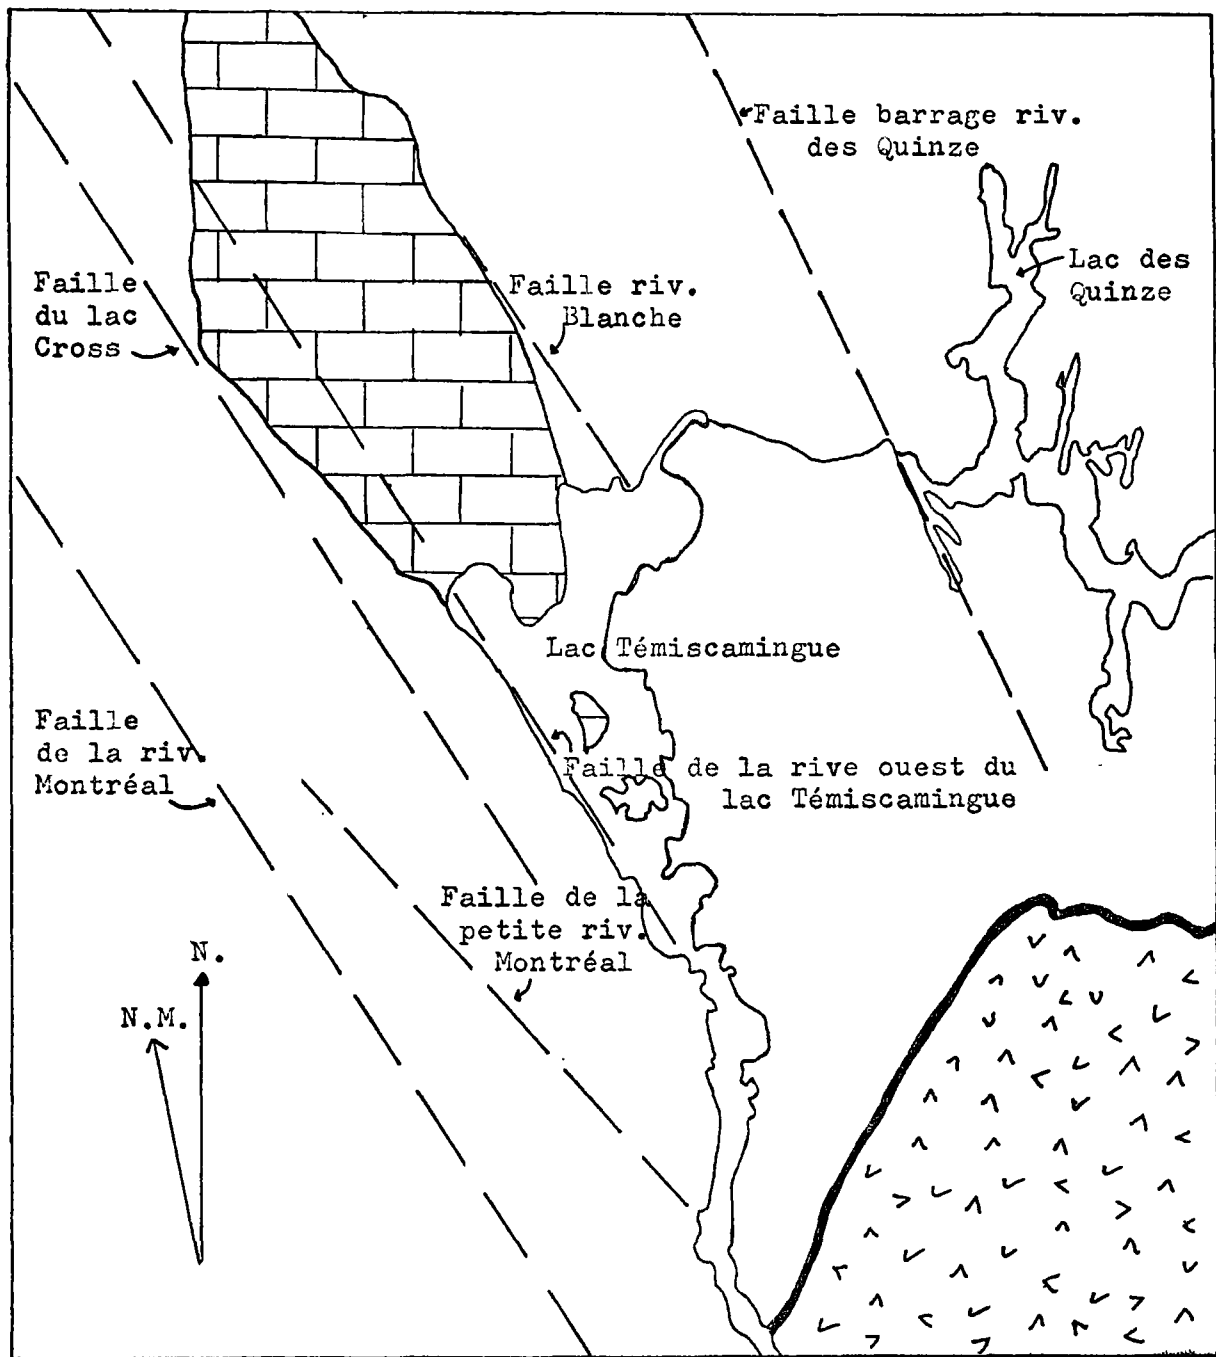 Faille barrage riv.
des Quinze
Lac des
Quinze
Faille
du lac
Cross
Faille riv.
Blanche
Lac Témiscamingue
Faille
de la riv.
Montréal
Faille de la rive ouest du
lac Témiscamingue
Faille de la
petite riv.
Montréal
N.
N.M.